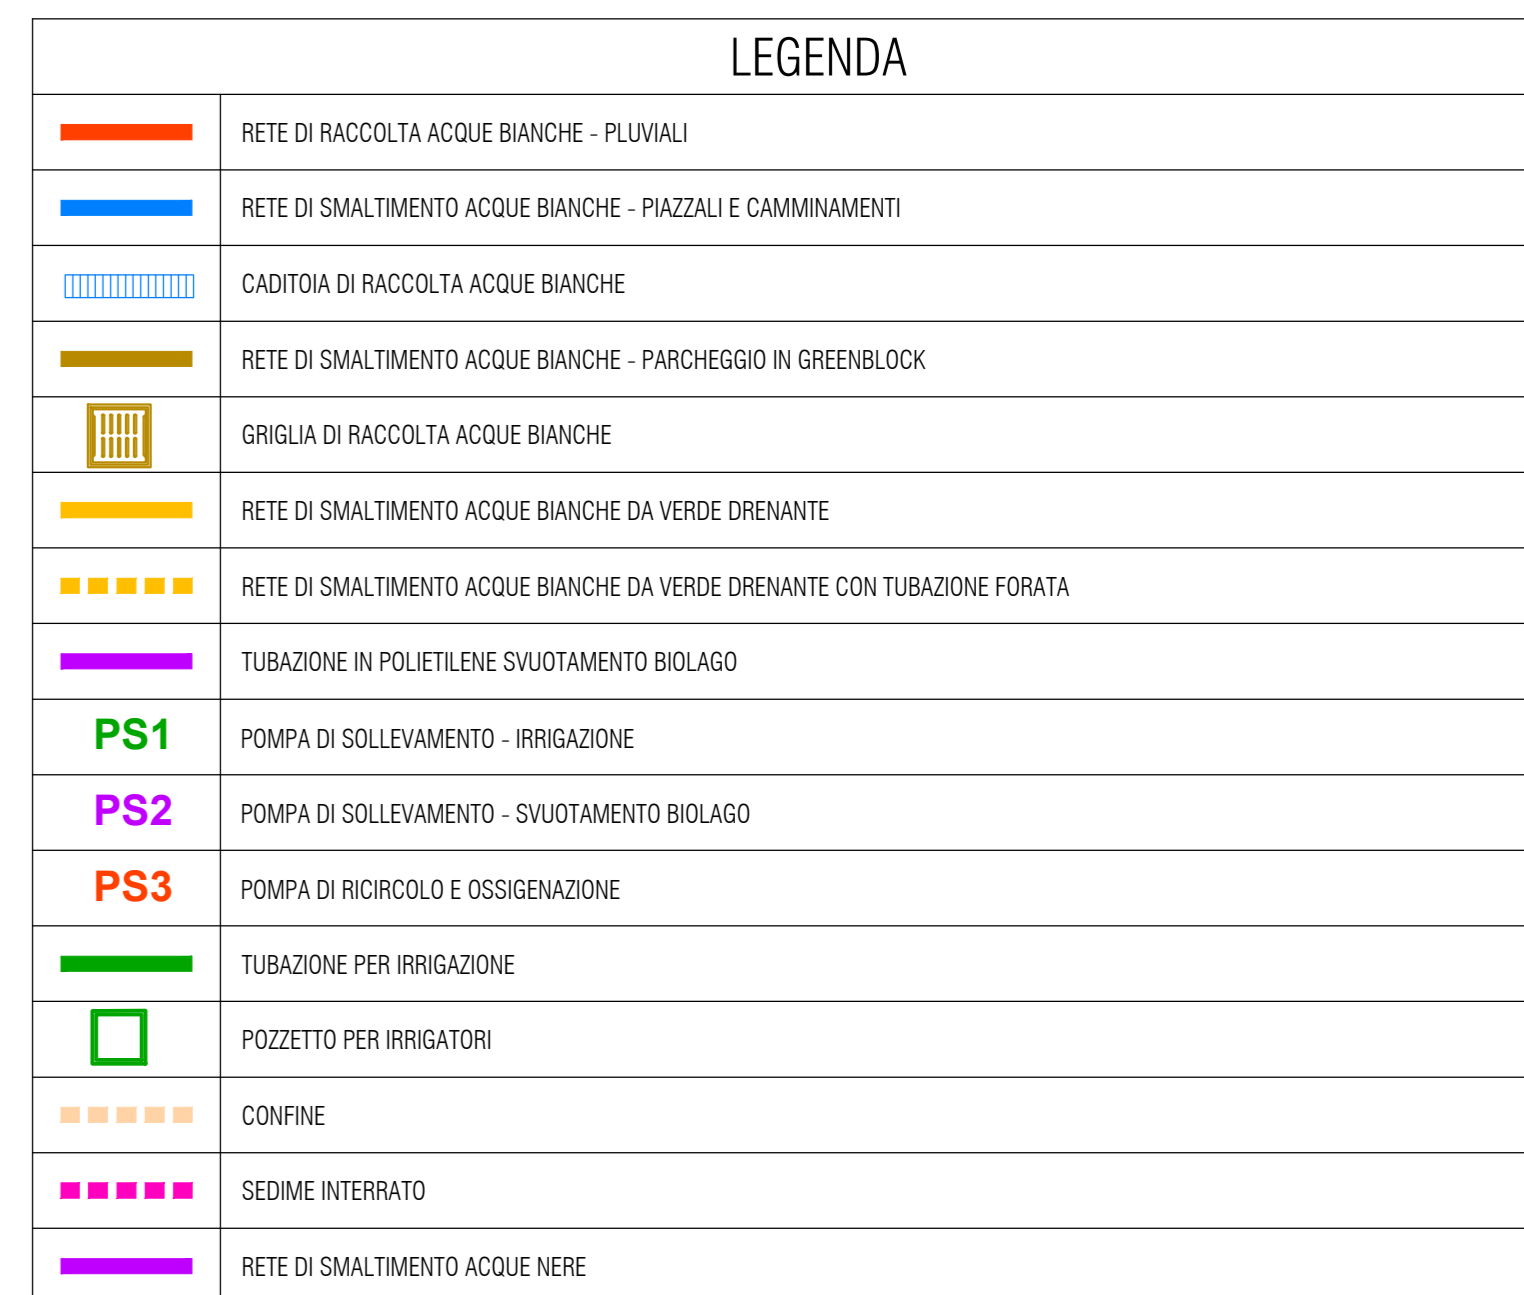 LEGENDA
RETE DI RACCOLTA ACQUE BIANCHE - PLUVIALI
RETE DI SMALTIMENTO ACQUE BIANCHE - PIAZZALI E CAMMINAMENTI
CADITOIA DI RACCOLTA ACQUE BIANCHE
RETE DI SMALTIMENTO ACQUE BIANCHE - PARCHEGGIO IN GREENBLOCK
GRIGLIA DI RACCOLTA ACQUE BIANCHE
RETE DI SMALTIMENTO ACQUE BIANCHE DA VERDE DRENANTE
RETE DI SMALTIMENTO ACQUE BIANCHE DA VERDE DRENANTE CON TUBAZIONE FORATA
TUBAZIONE IN POLIETILENE SVUOTAMENTO BIOLAGO
PS1 POMPA DI SOLLEVAMENTO - IRRIGAZIONE
PS2 POMPA DI SOLLEVAMENTO - SVUOTAMENTO BIOLAGO
PS3 POMPA DI RICIRCOLO E OSSIGENAZIONE
TUBAZIONE PER IRRIGAZIONE
POZZETTO PER IRRIGATORI
CONFINE
SEDIME INTERRATO
RETE DI SMALTIMENTO ACQUE NERE